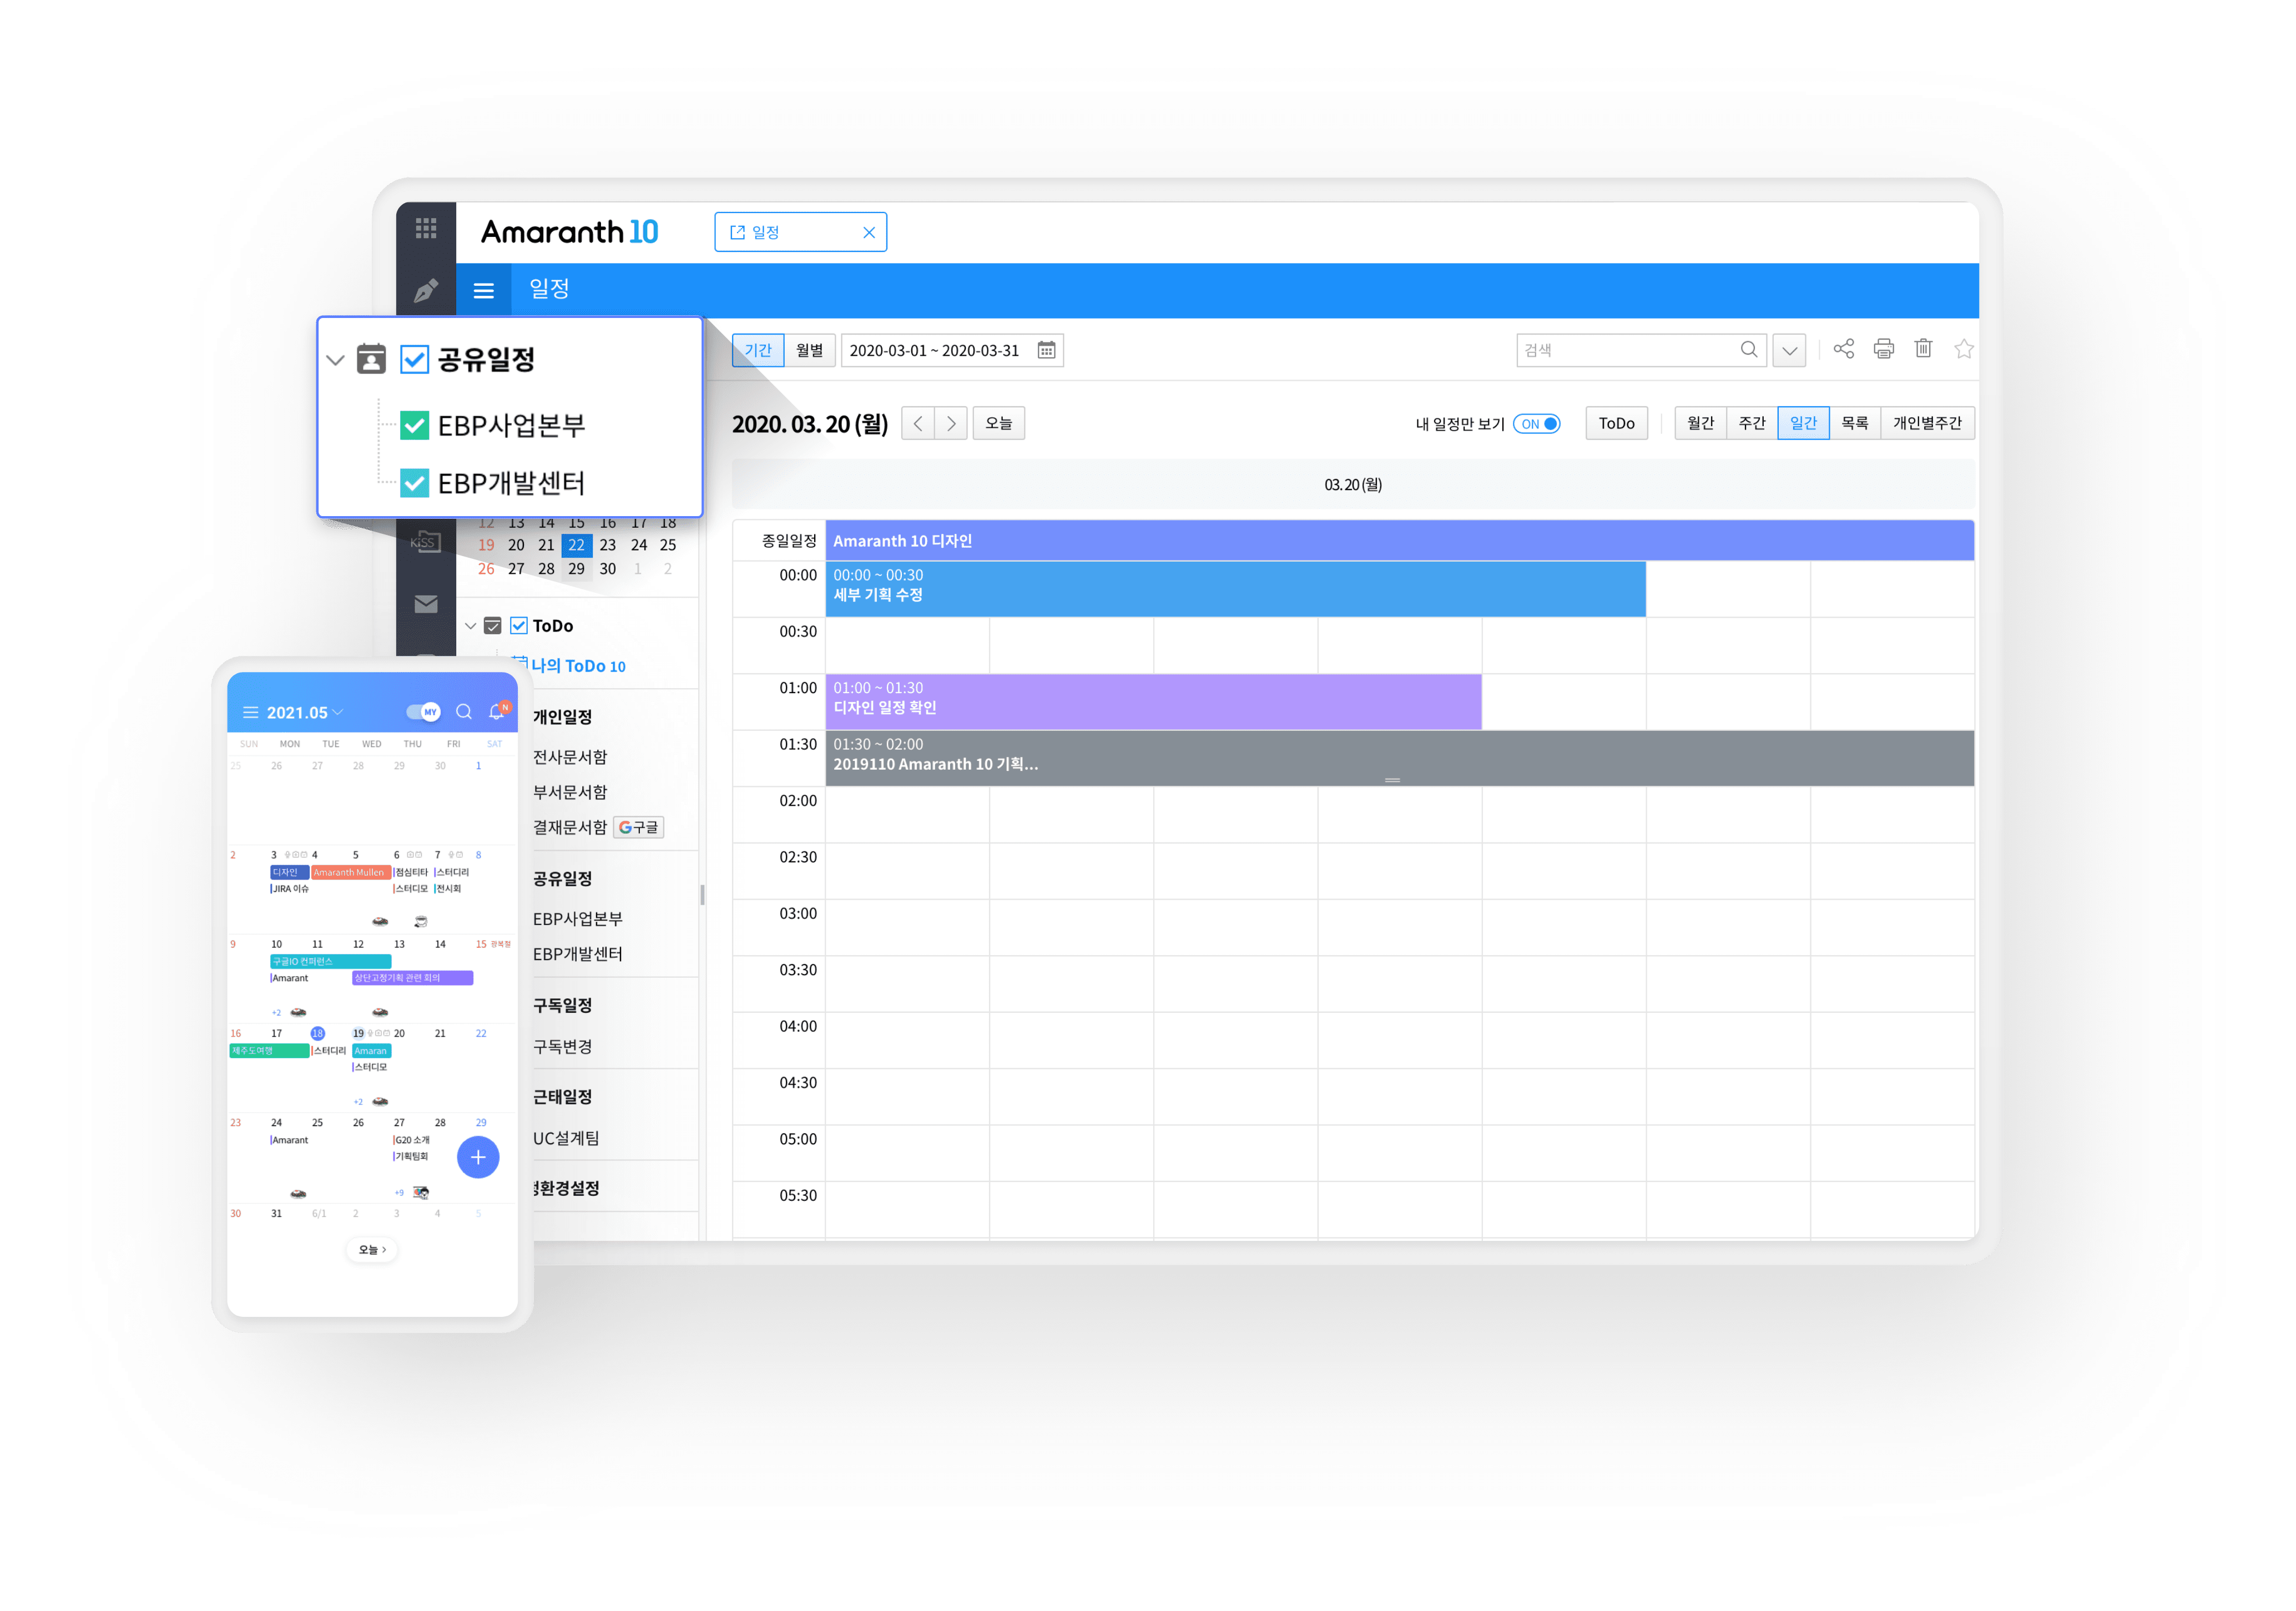 Amaranth 10
일정
일정
공유일정
EBP사업본부
EBP개발센터
기간 월별 2020-03-01 ~ 2020-03-31
검색
2020. 03. 20 (월) 오늘
내 일정만 보기 ON ToDo 월간 주간 일간 목록 개인별주간
03.20 (월)
종일일정 Amaranth 10 디자인
00:00 00:00 ~ 00:30
세부 기획 수정
00:30
01:00 01:00 ~ 01:30
디자인 일정 확인
01:30 01:30 ~ 02:00
2019110 Amaranth 10 기획...
02:00
02:30
03:00
03:30
04:00
04:30
05:00
05:30
KiSS
12 13 14 15 16 17 18
19 20 21 22 23 24 25
26 27 28 29 30 1 2
ToDo
나의 ToDo 10
개인일정
전사문서함
부서문서함
결재문서함 G구글
공유일정
EBP사업본부
EBP개발센터
구독일정
구독변경
근태일정
UC설계팀
환경설정
2021.05 MY N
SUN MON TUE WED THU FRI SAT
25 26 27 28 29 30 1
2 3 4 5 6 7 8
디자인 Amaranth Mullen 점심티타 스터디리
JIRA 이슈 스터디모 전시회
9 10 11 12 13 14 15 광복절
구글IO 컨퍼런스
Amarant 상단고정기획 관련 회의
+2
16 17 18 19 20 21 22
제주도여행 스터디리 Amaran
스터디모
+2
23 24 25 26 27 28 29
Amarant G20 소개
기획팀회
+9
30 31 6/1 2 3 4 5
오늘 >